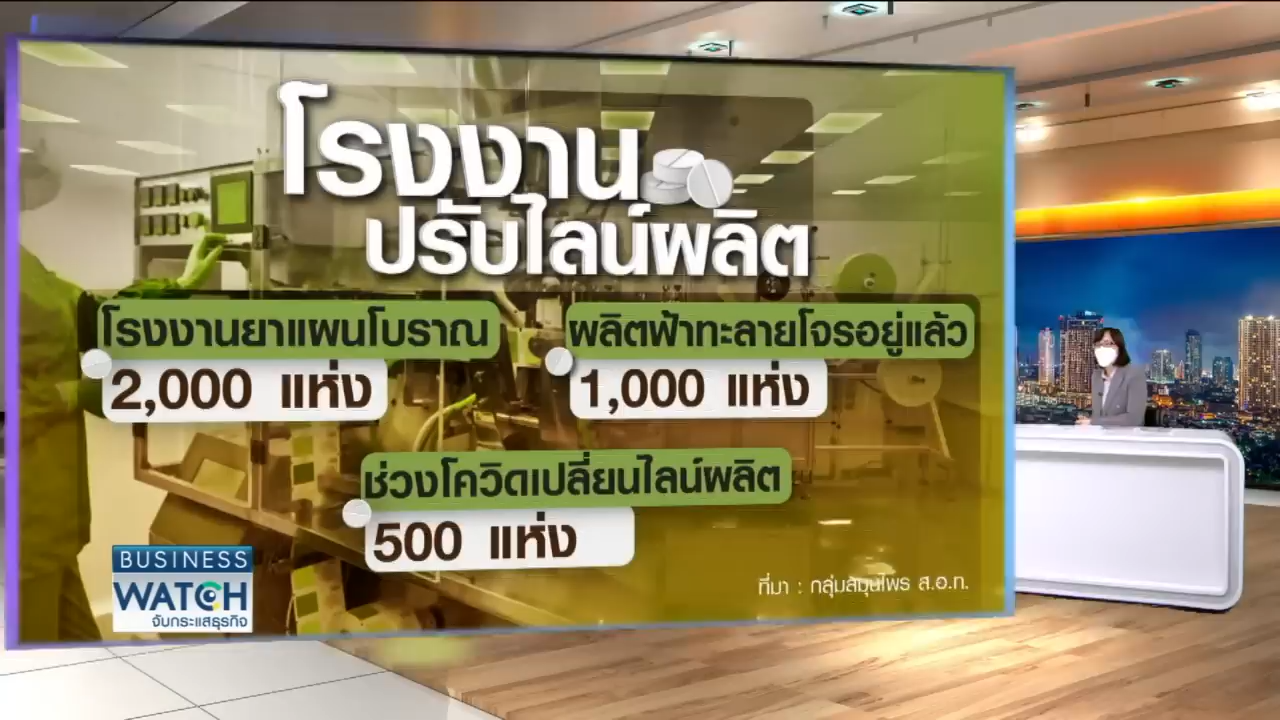 โรงงาน
ปรับไลน์ผลิต
โรงงานยาแผนโบราณ
2,000 แห่ง
ผลิตฟ้าทะลายโจรอยู่แล้ว
1,000 แห่ง
ช่วงโควิดเปลี่ยนไลน์ผลิต
500 แห่ง
ที่มา : กลุ่มสมุนไพร ส.อ.ท.
BUSINESS
WATCH
จับกระแสธุรกิจ